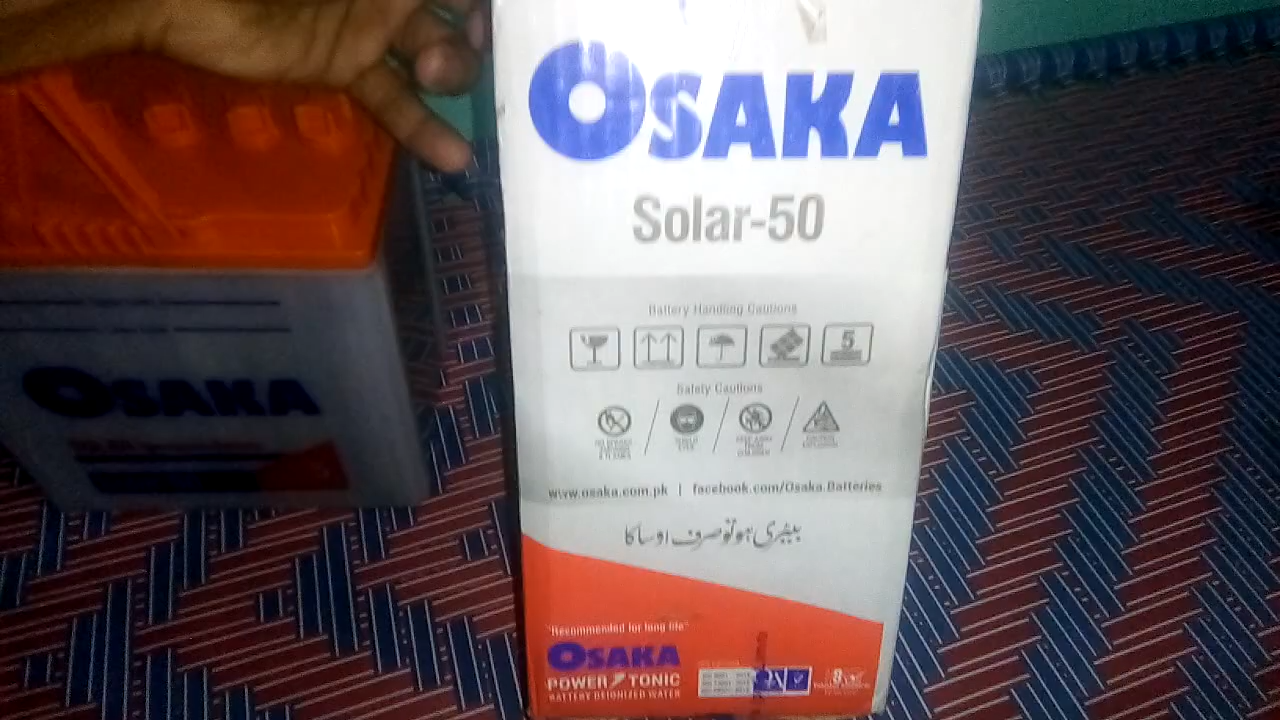 OSAKA
Solar-50
Battery Handling Cautions
5
Safety Cautions
www.osaka.com.pk | facebook.com/Osaka.Batteries
بیٹری ہو تو صرف اوساکا
"Recommended for long life"
OSAKA
POWER TONIC
BATTERY DEIONIZED WATER
OSAKA